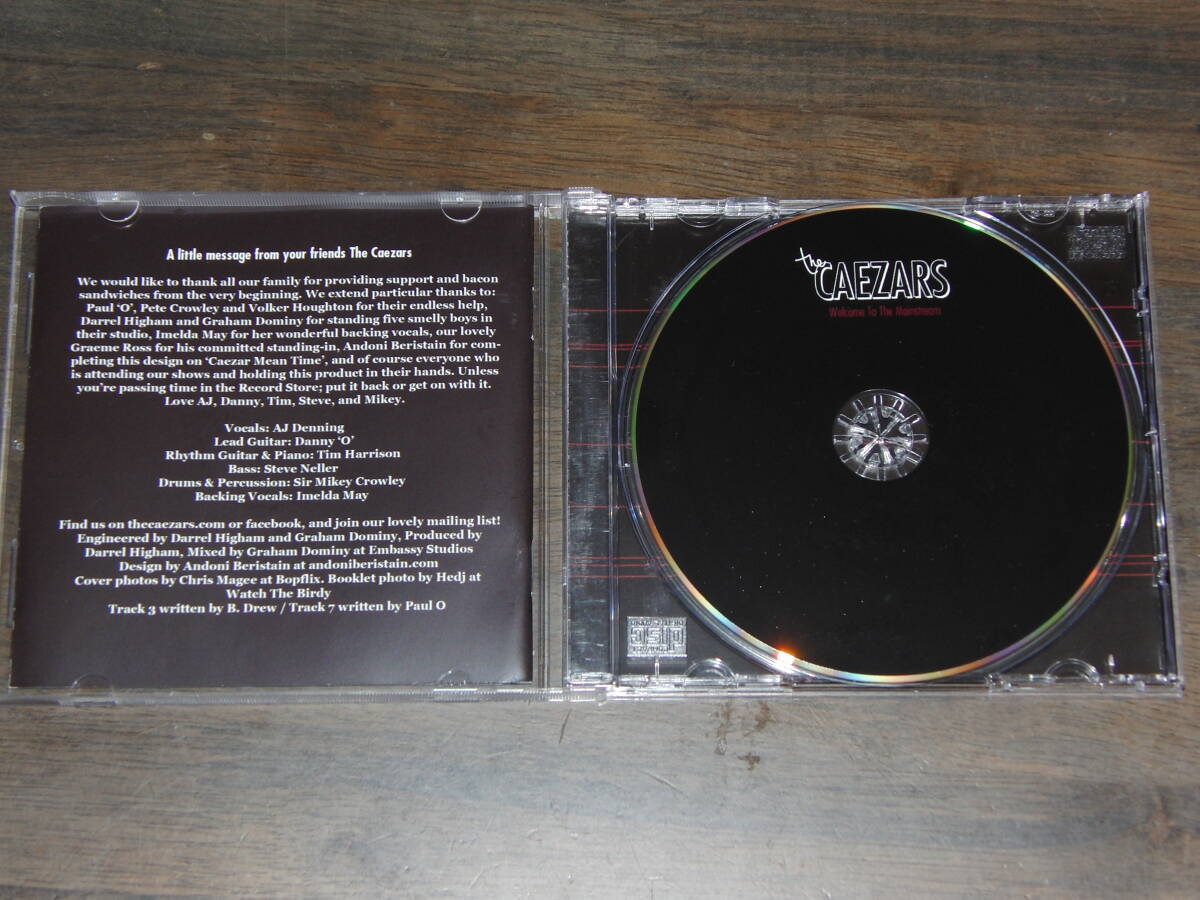 A little message from your friends The Caezars
We would like to thank all our family for providing support and bacon
sandwiches from the very beginning. We extend particular thanks to:
Paul ‘O’, Pete Crowley and Volker Houghton for their endless help,
Darrel Higham and Graham Dominy for standing five smelly boys in
their studio, Imelda May for her wonderful backing vocals, our lovely
Graeme Ross for his committed standing-in, Andoni Beristain for com-
pleting this design on ‘Caezar Mean Time’, and of course everyone who
is attending our shows and holding this product in their hands. Unless
you’re passing time in the Record Store; put it back or get on with it.
Love AJ, Danny, Tim, Steve, and Mikey.
Vocals: AJ Denning
Lead Guitar: Danny ‘O’
Rhythm Guitar & Piano: Tim Harrison
Bass: Steve Neller
Drums & Percussion: Sir Mikey Crowley
Backing Vocals: Imelda May
Find us on thecaezars.com or facebook, and join our lovely mailing list!
Engineered by Darrel Higham and Graham Dominy, Produced by
Darrel Higham, Mixed by Graham Dominy at Embassy Studios
Design by Andoni Beristain at andoniberistain.com
Cover photos by Chris Magee at Bopflix. Booklet photo by Hedj at
Watch The Birdy
Track 3 written by B. Drew / Track 7 written by Paul O
the
CAEZARS
Welcome To The Mainstream
disc